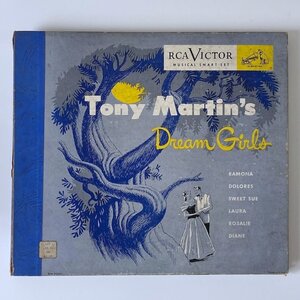 RCA VICTOR
MUSICAL SMART SET
Tony Martin's
Dream Girls
RAMONA
DOLORES
SWEET SUE
LAURA
ROSALIE
DIANE